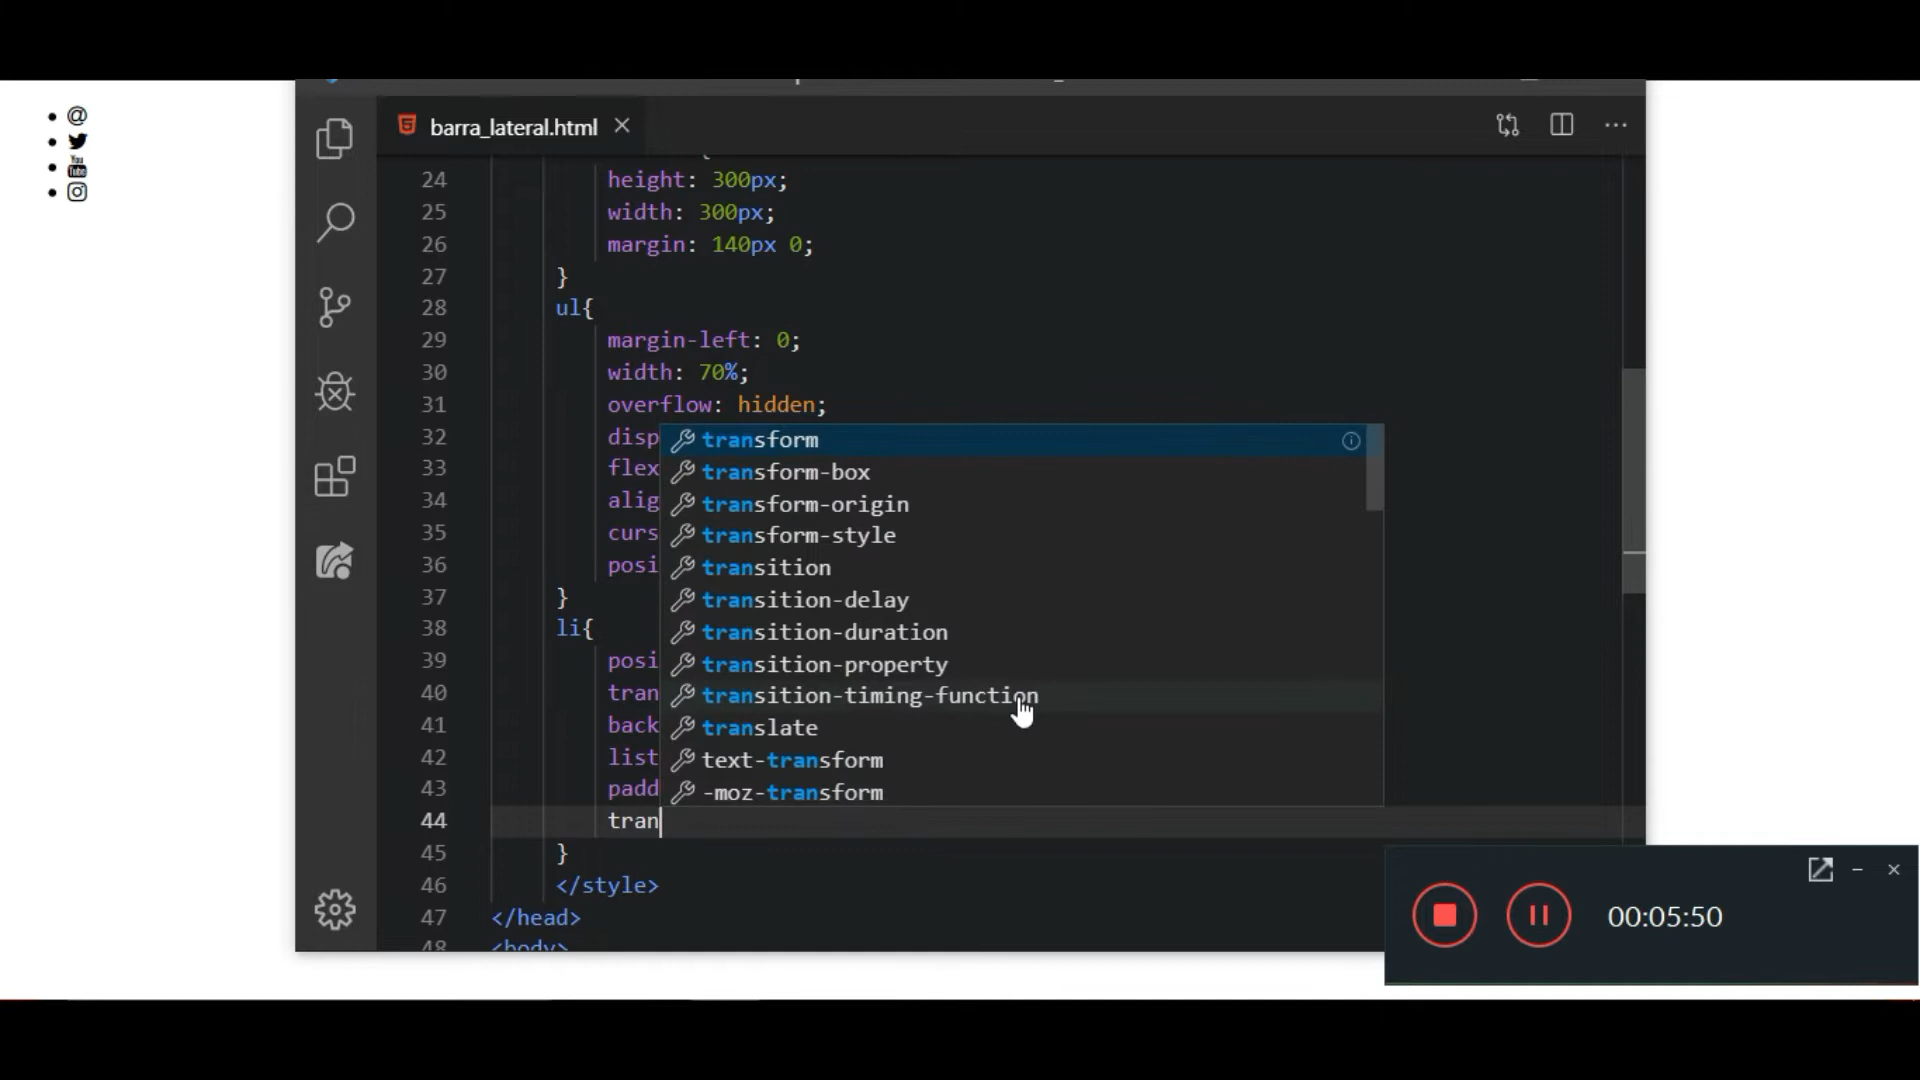 @
You
Tube
barra_lateral.html
{
24 height: 300px;
25 width: 300px;
26 margin: 140px 0;
27 }
28 ul{
29 margin-left: 0;
30 width: 70%;
31 overflow: hidden;
32 disp
33 flex
34 alig
35 curs
36 posi
37 }
38 li{
39 posi
40 tran
41 back
42 list
43 padd
44 tran
45 }
46 </style>
47 </head>
48 <body>
transform
transform-box
transform-origin
transform-style
transition
transition-delay
transition-duration
transition-property
transition-timing-function
translate
text-transform
-moz-transform
00:05:50